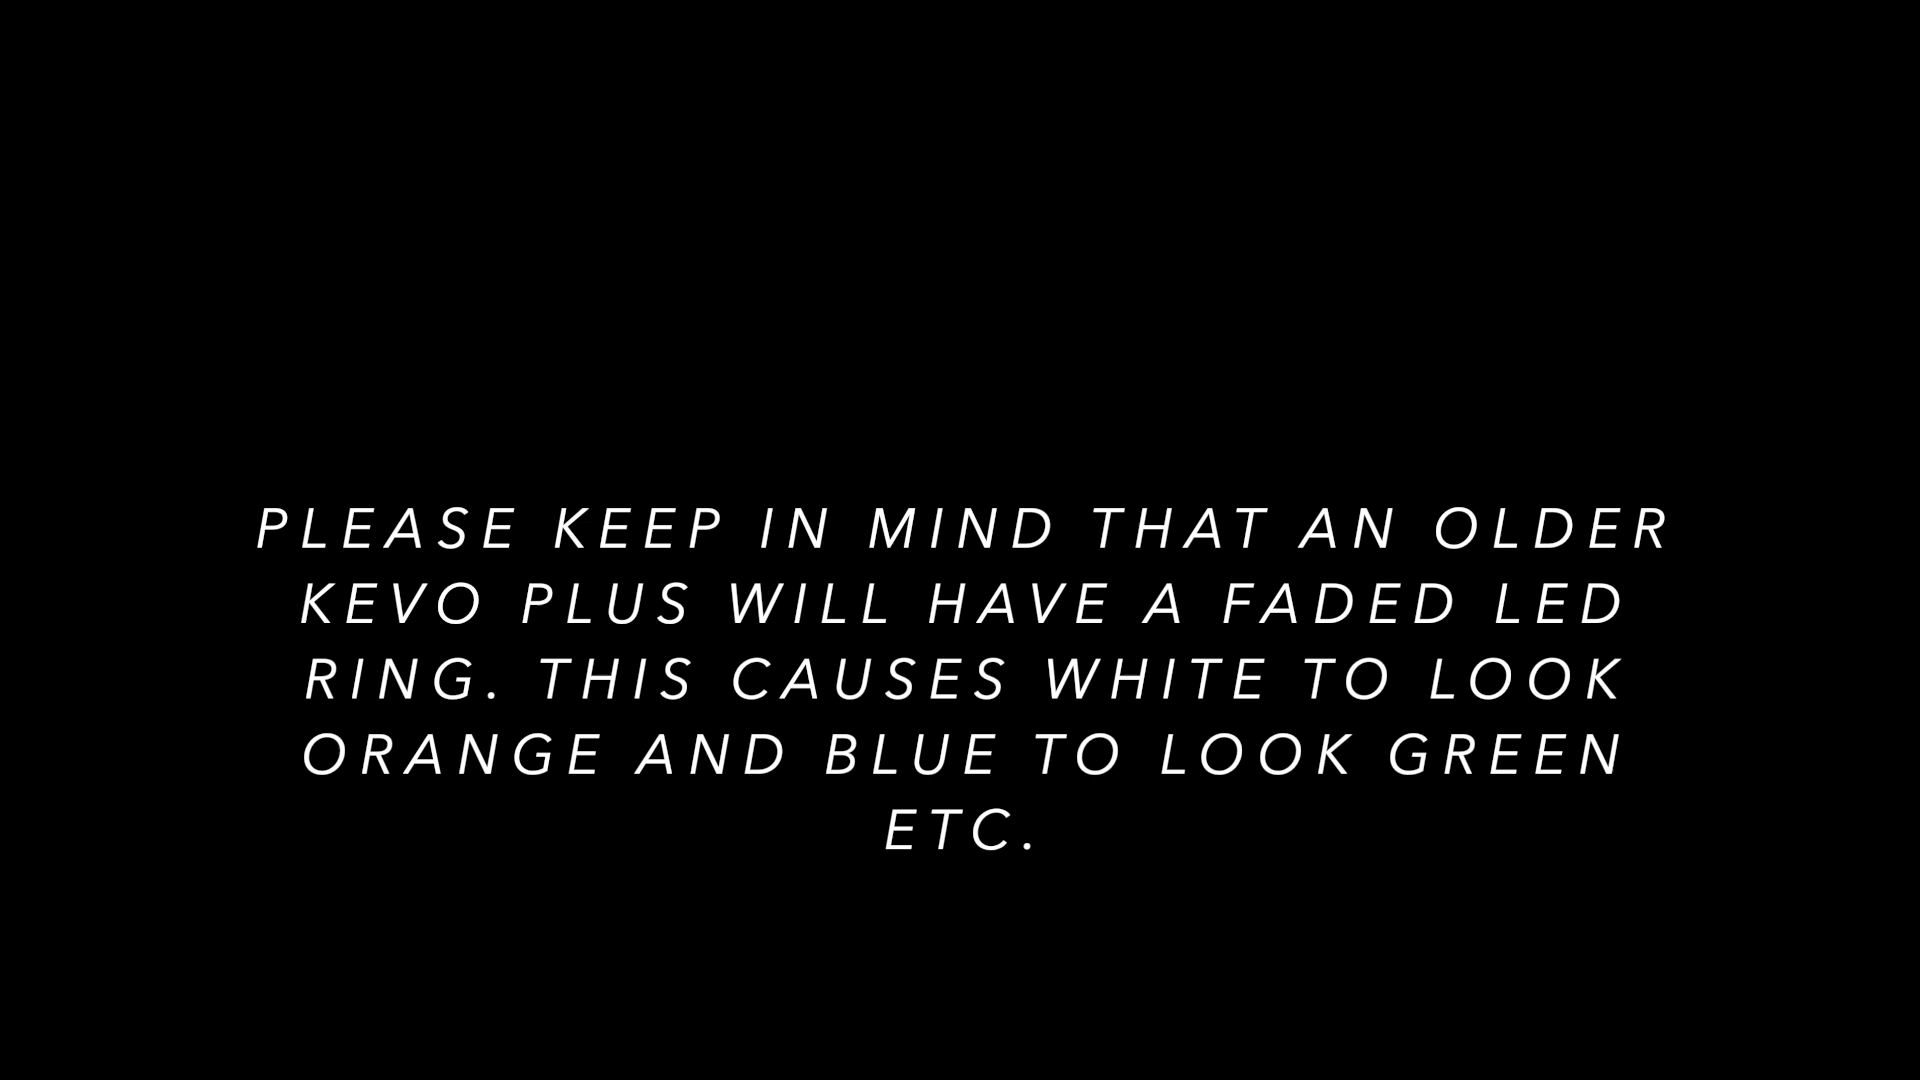 PLEASE KEEP IN MIND THAT AN OLDER
KEVO PLUS WILL HAVE A FADED LED
RING. THIS CAUSES WHITE TO LOOK
ORANGE AND BLUE TO LOOK GREEN
ETC.